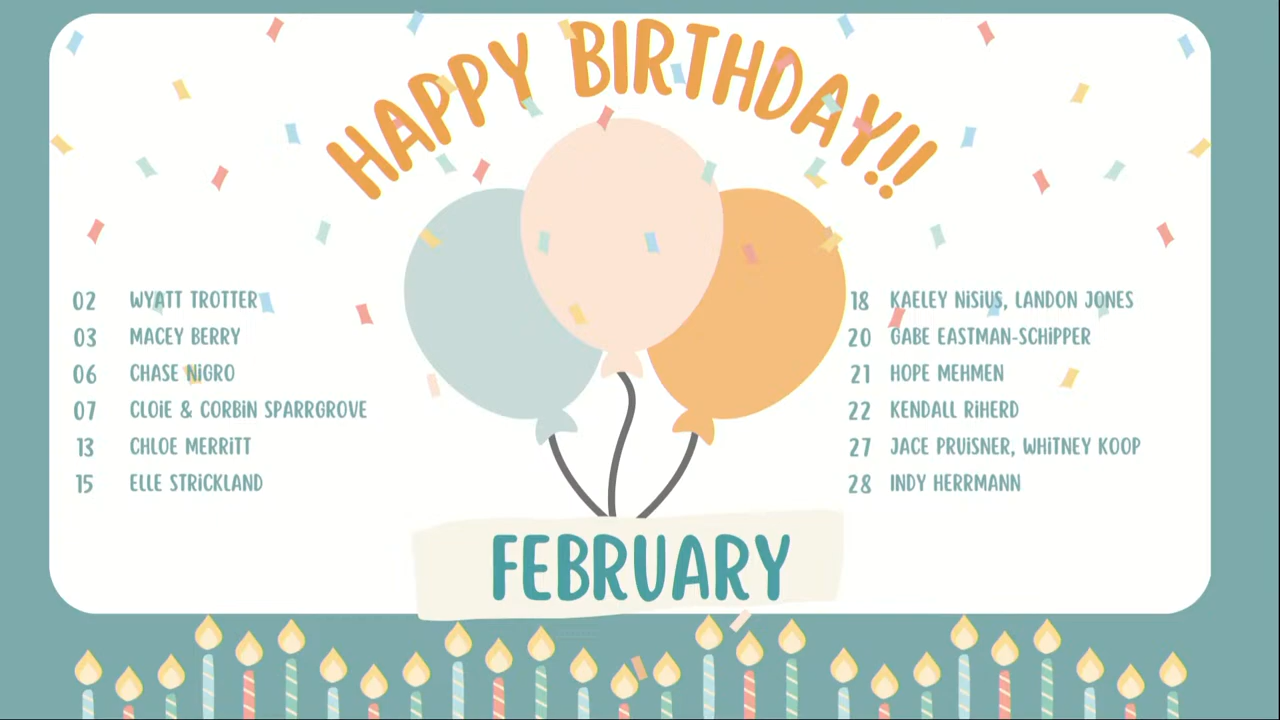 HAPPY BIRTHDAY!!
02 WYATT TROTTER
03 MACEY BERRY
06 CHASE NiGRO
07 CLOiE & CORBiN SPARRGROVE
13 CHLOE MERRiTT
15 ELLE STRiCKLAND
18 KAELEY NiSiUS, LANDON JONES
20 GABE EASTMAN-SCHiPPER
21 HOPE MEHMEN
22 KENDALL RiHERD
27 JACE PRUiSNER, WHiTNEY KOOP
28 INDY HERRMANN
FEBRUARY